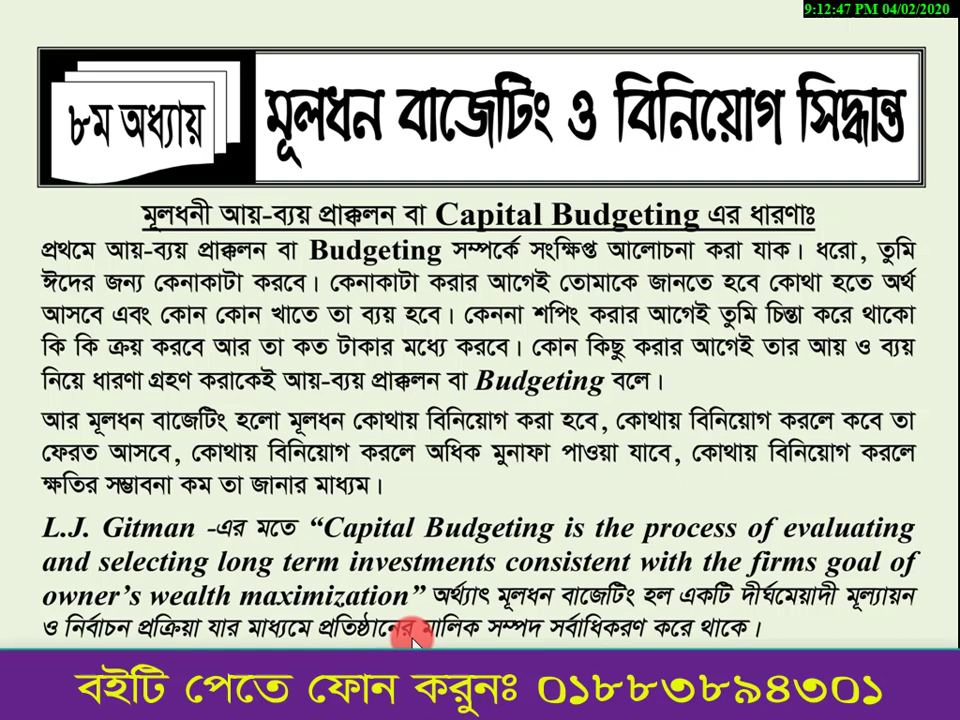 9:12:47 PM 04/02/2020
৮ম অধ্যায়
মূলধন বাজেটিং ও বিনিয়োগ সিদ্ধান্ত
মূলধনী আয়-ব্যয় প্রাক্কলন বা Capital Budgeting এর ধারণাঃ
প্রথমে আয়-ব্যয় প্রাক্কলন বা Budgeting সম্পর্কে সংক্ষিপ্ত আলোচনা করা যাক। ধরো, তুমি
ঈদের জন্য কেনাকাটা করবে। কেনাকাটা করার আগেই তোমাকে জানতে হবে কোথা হতে অর্থ
আসবে এবং কোন কোন খাতে তা ব্যয় হবে। কেননা শপিং করার আগেই তুমি চিন্তা করে থাকো
কি কি ক্রয় করবে আর তা কত টাকার মধ্যে করবে। কোন কিছু করার আগেই তার আয় ও ব্যয়
নিয়ে ধারণা গ্রহণ করাকেই আয়-ব্যয় প্রাক্কলন বা Budgeting বলে।
আর মূলধন বাজেটিং হলো মূলধন কোথায় বিনিয়োগ করা হবে, কোথায় বিনিয়োগ করলে কবে তা
ফেরত আসবে, কোথায় বিনিয়োগ করলে অধিক মুনাফা পাওয়া যাবে, কোথায় বিনিয়োগ করলে
ক্ষতির সম্ভাবনা কম তা জানার মাধ্যম।
L.J. Gitman -এর মতে “Capital Budgeting is the process of evaluating
and selecting long term investments consistent with the firms goal of
owner’s wealth maximization” অর্থ্যাৎ মূলধন বাজেটিং হল একটি দীর্ঘমেয়াদী মূল্যায়ন
ও নির্বাচন প্রক্রিয়া যার মাধ্যমে প্রতিষ্ঠানের মালিক সম্পদ সর্বাধিকরণ করে থাকে।
বইটি পেতে ফোন করুনঃ ০১৮৮৩৮৯৪৩০১